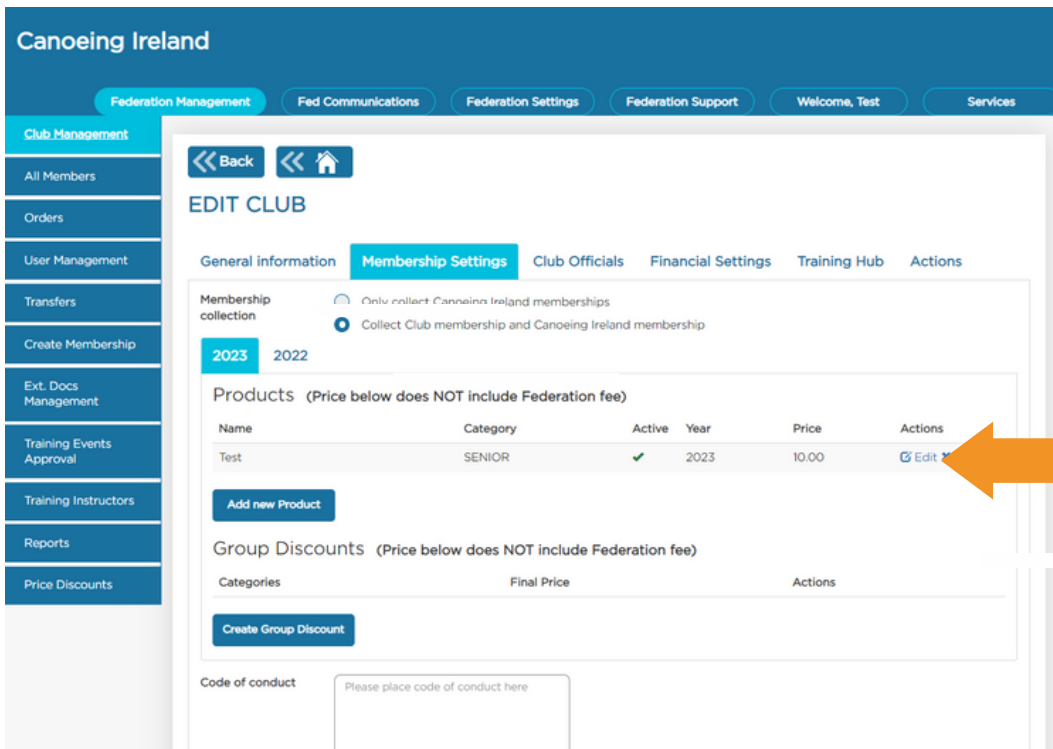 Canoeing Ireland
Federation Management Fed Communications Federation Settings Federation Support Welcome, Test Services
Club Management
All Members
Orders
User Management
Transfers
Create Membership
Ext. Docs
Management
Training Events
Approval
Training Instructors
Reports
Price Discounts
Back
EDIT CLUB
General information Membership Settings Club Officials Financial Settings Training Hub Actions
Membership
collection
Only collect Canoeing Ireland memberships
Collect Club membership and Canoeing Ireland membership
2023 2022
Products (Price below does NOT include Federation fee)
Name Category Active Year Price Actions
Test SENIOR 2023 10.00 Edit
Add new Product
Group Discounts (Price below does NOT include Federation fee)
Categories Final Price Actions
Create Group Discount
Code of conduct
Please place code of conduct here